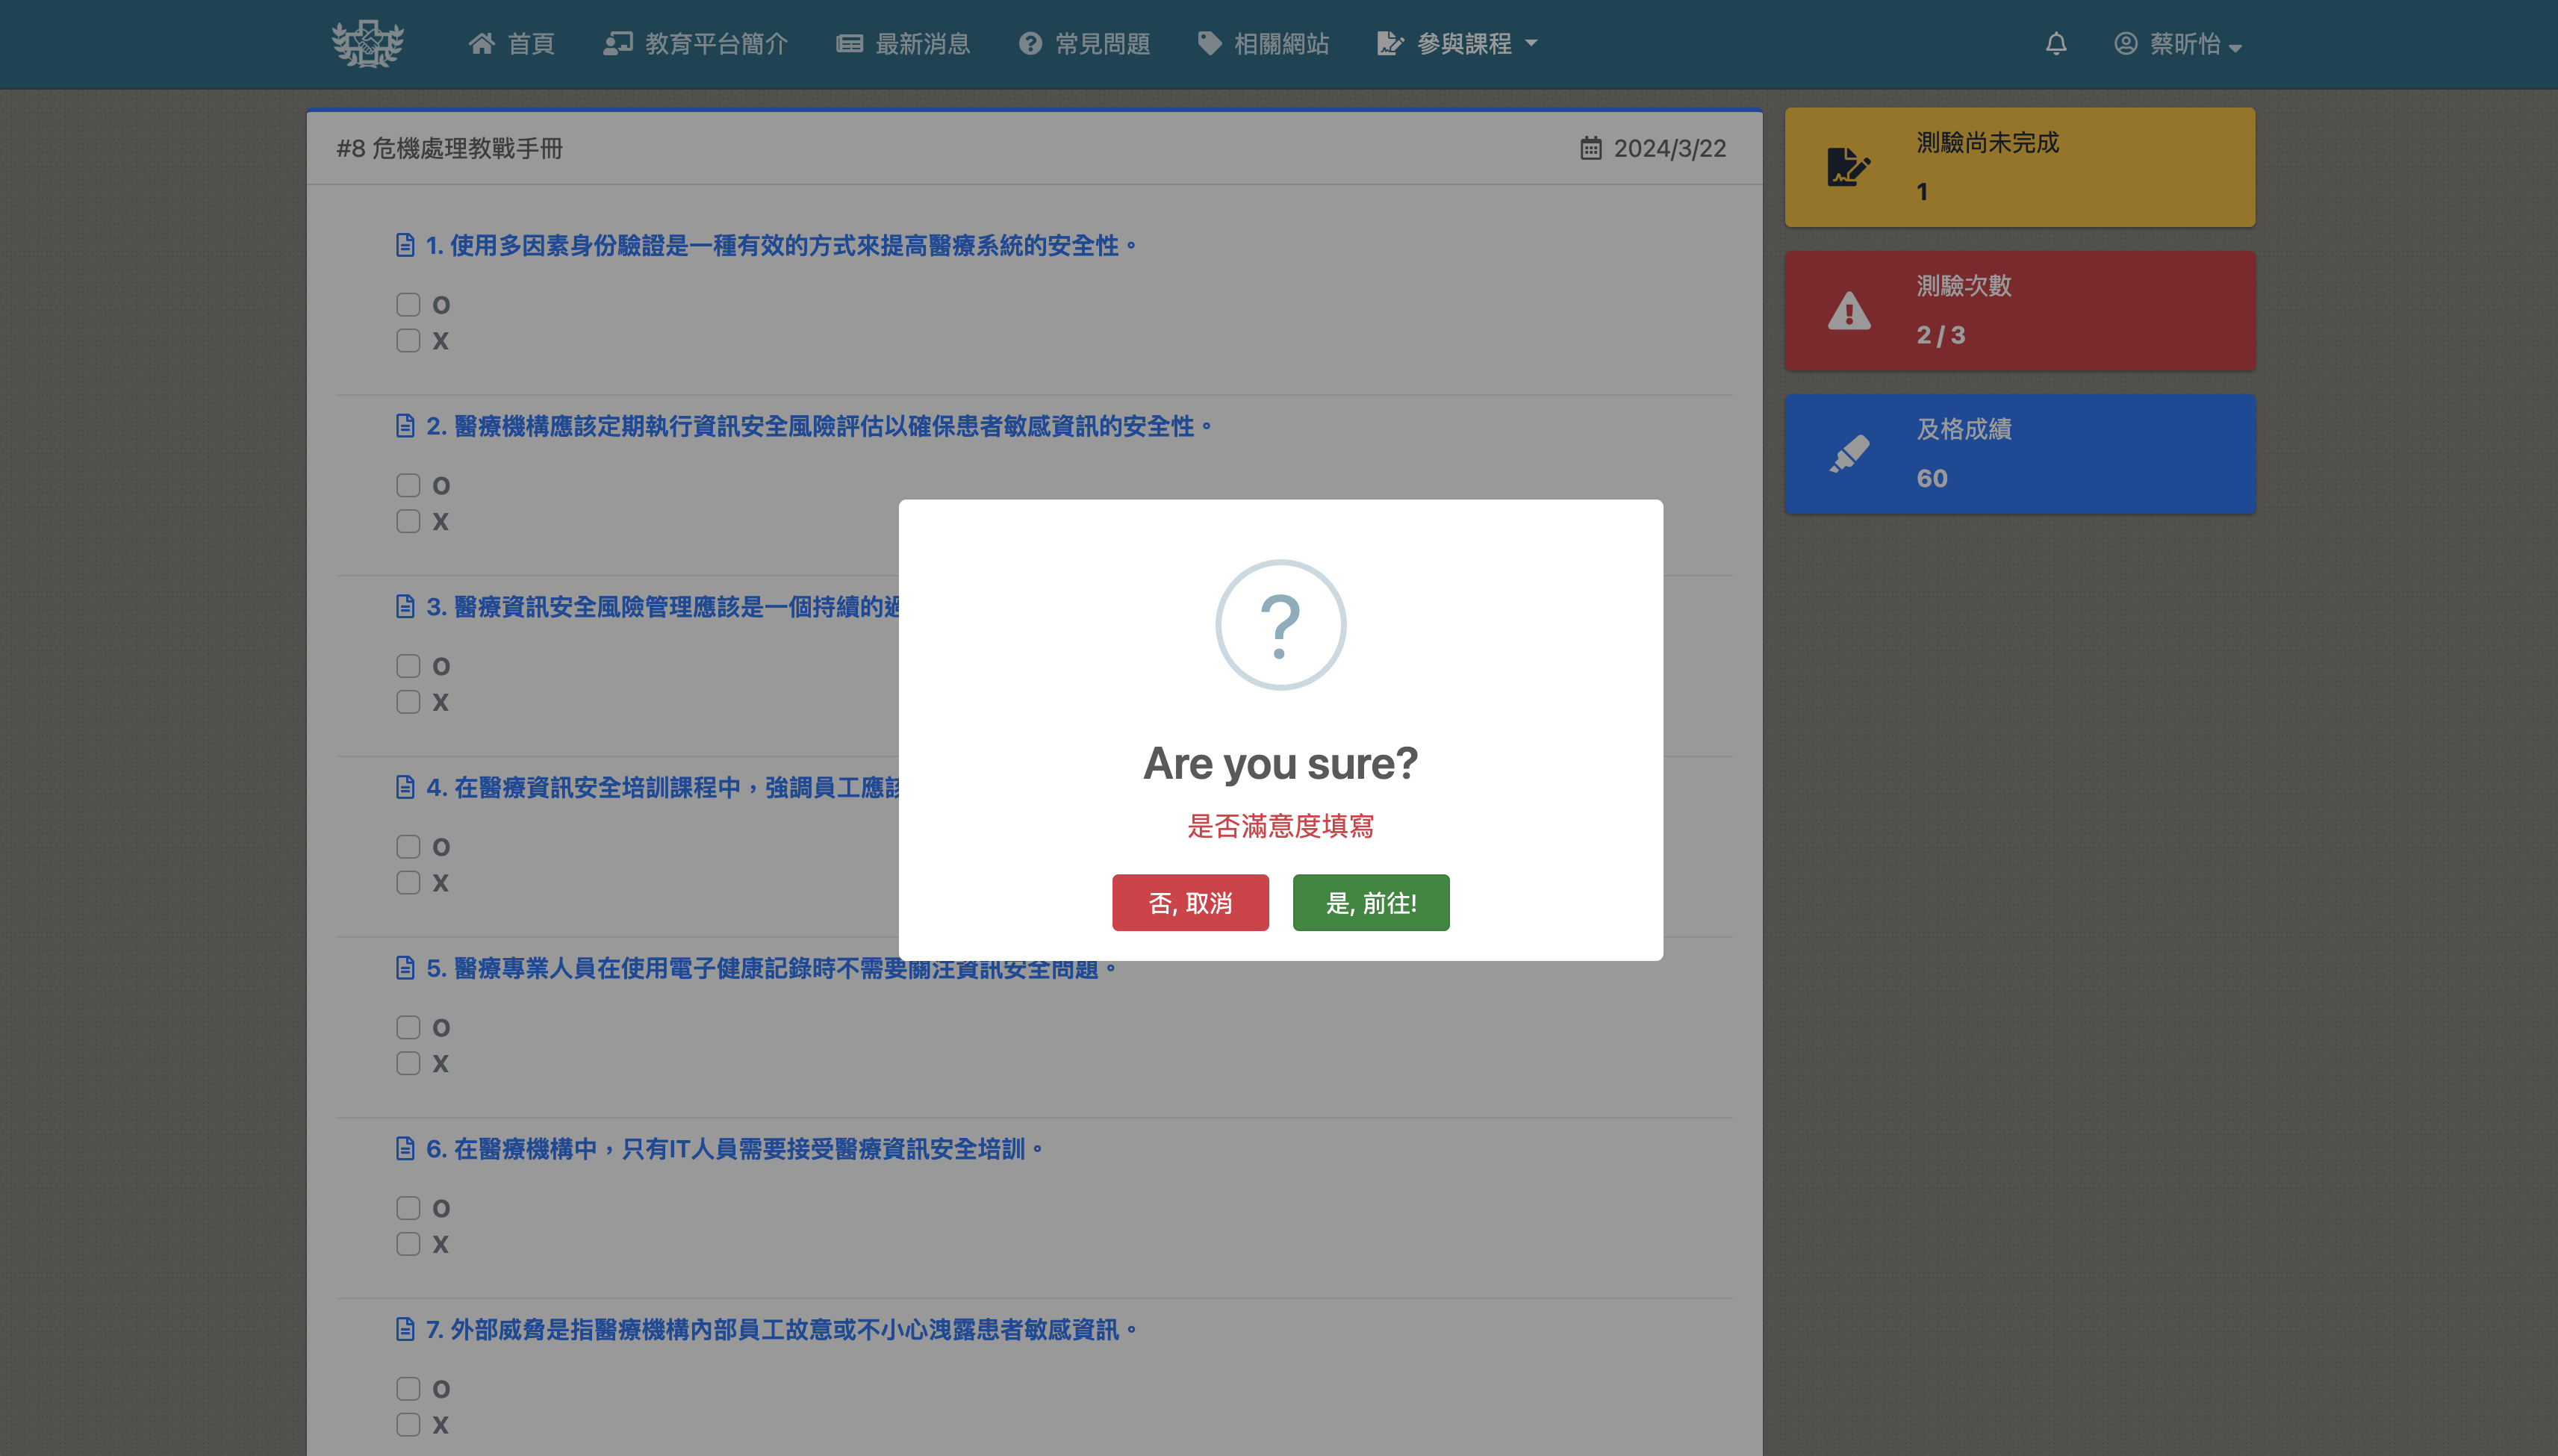 首頁 教育平台簡介 最新消息 常見問題 相關網站 參與課程 蔡昕怡
#8 危機處理教戰手冊 2024/3/22
1. 使用多因素身份驗證是一種有效的方式來提高醫療系統的安全性。
O
X
2. 醫療機構應該定期執行資訊安全風險評估以確保患者敏感資訊的安全性。
O
X
3. 醫療資訊安全風險管理應該是一個持續的
O
X
4. 在醫療資訊安全培訓課程中，強調員工應
O
X
5. 醫療專業人員在使用電子健康記錄時不需要關注資訊安全問題。
O
X
6. 在醫療機構中，只有IT人員需要接受醫療資訊安全培訓。
O
X
7. 外部威脅是指醫療機構內部員工故意或不小心洩露患者敏感資訊。
O
X
測驗尚未完成
1
測驗次數
2 / 3
及格成績
60
?
Are you sure?
是否滿意度填寫
否, 取消 是, 前往!